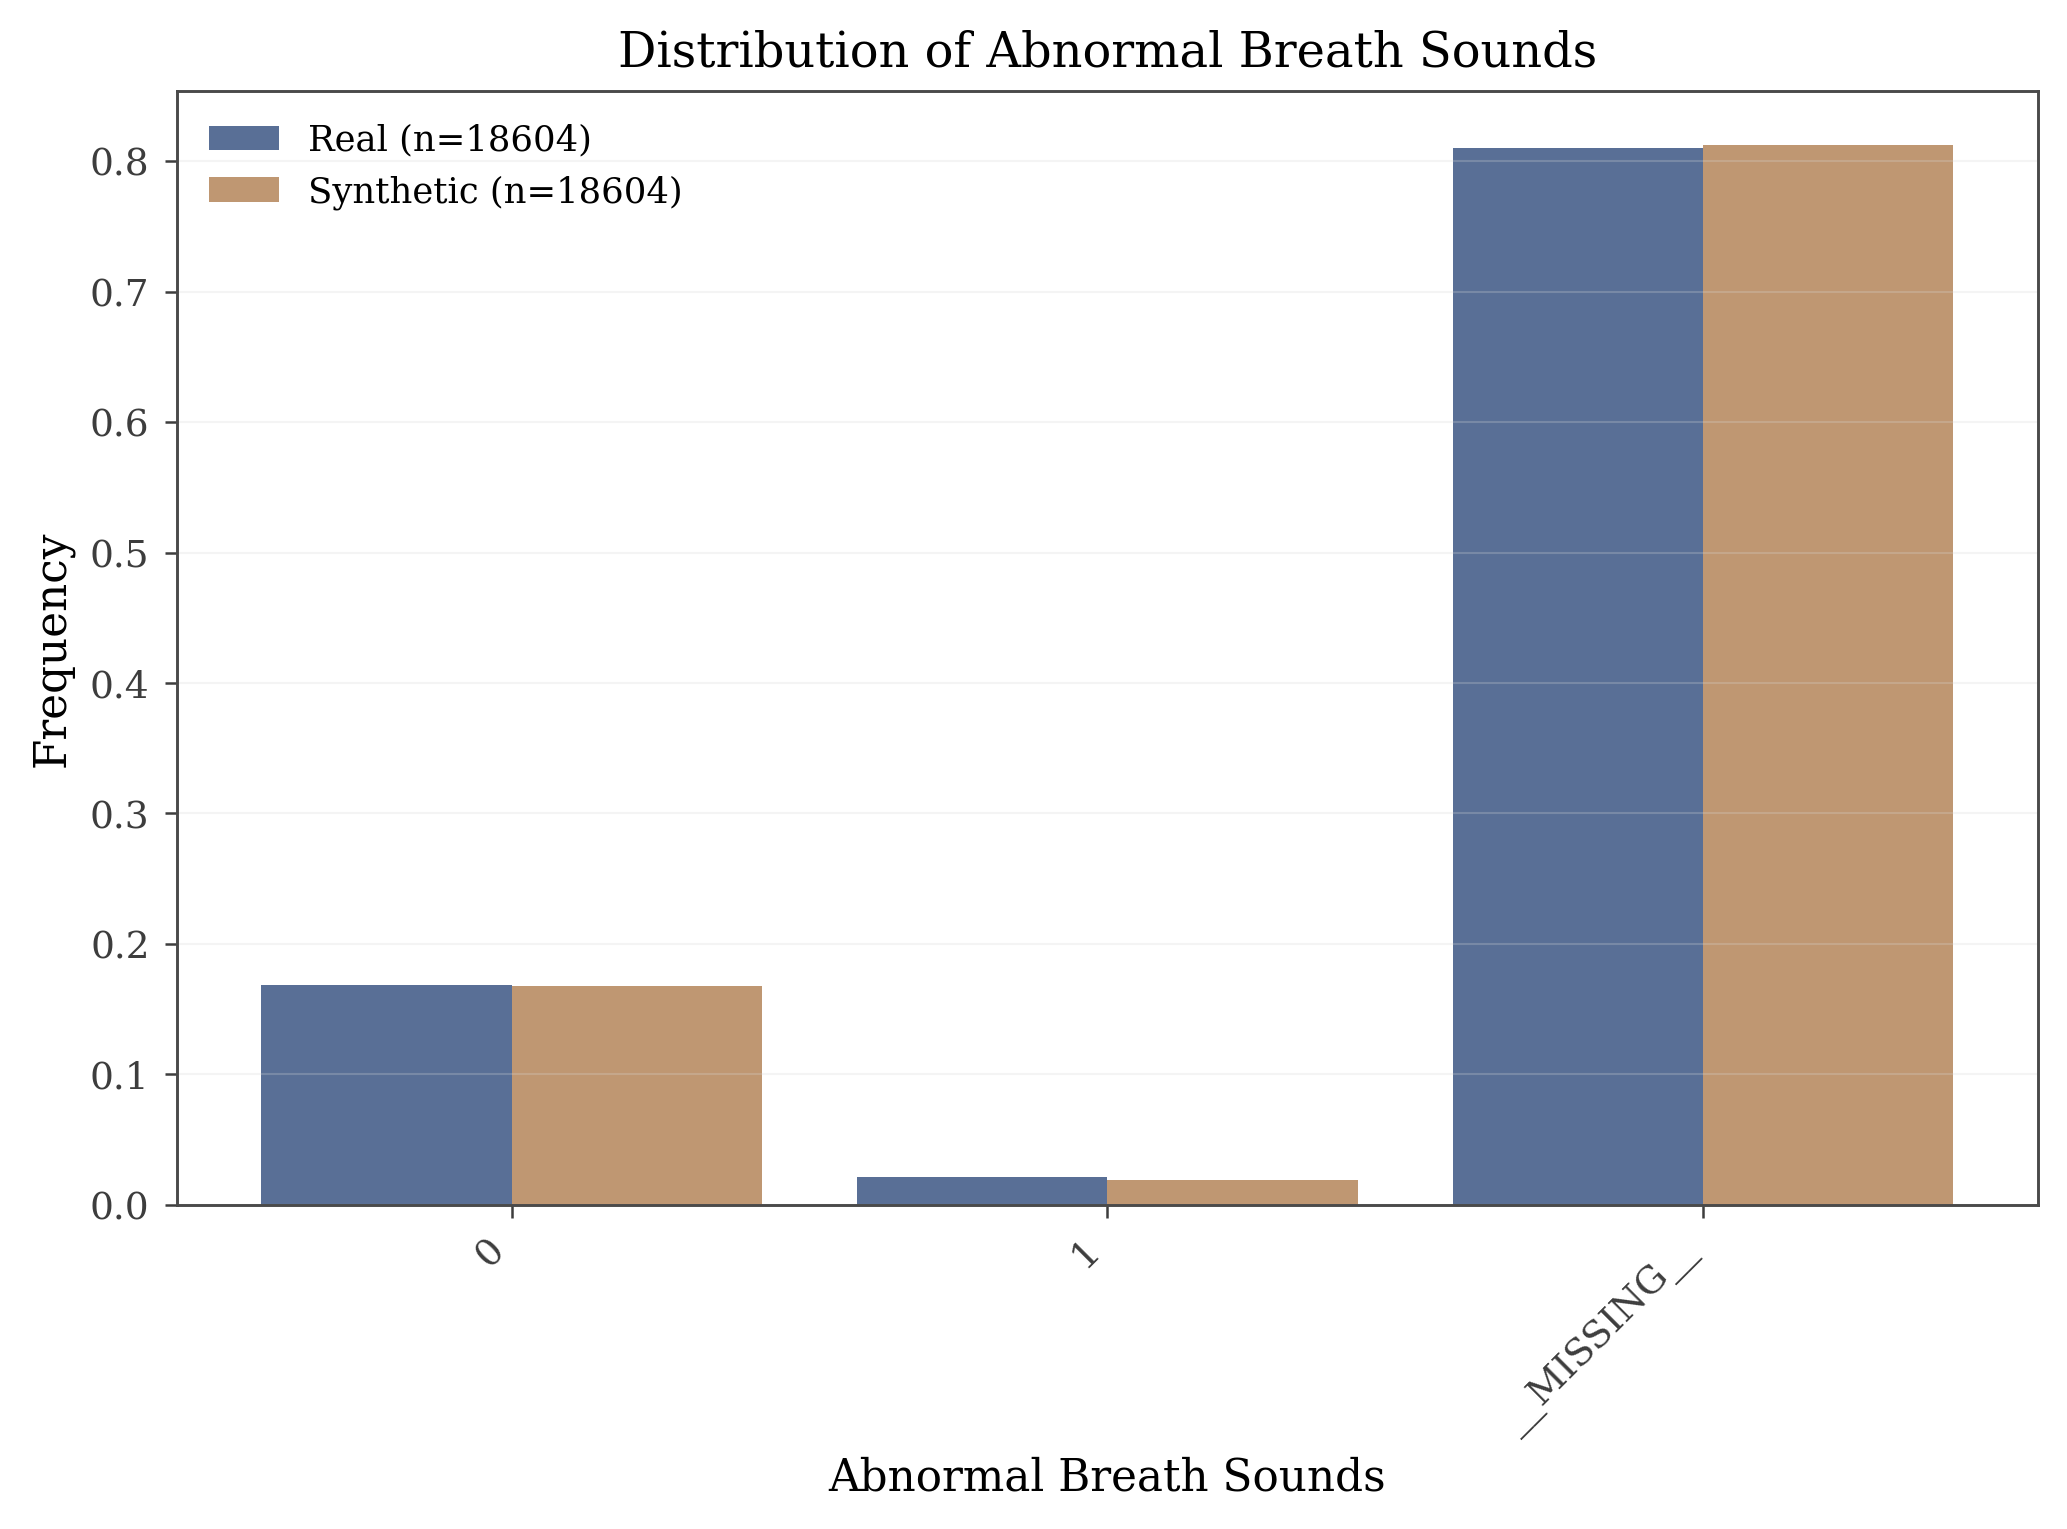 Distribution of Abnormal Breath Sounds
Real (n=18604)
Synthetic (n=18604)
Frequency
0.8
0.7
0.6
0.5
0.4
0.3
0.2
0.1
0.0
0
1
__MISSING__
Abnormal Breath Sounds